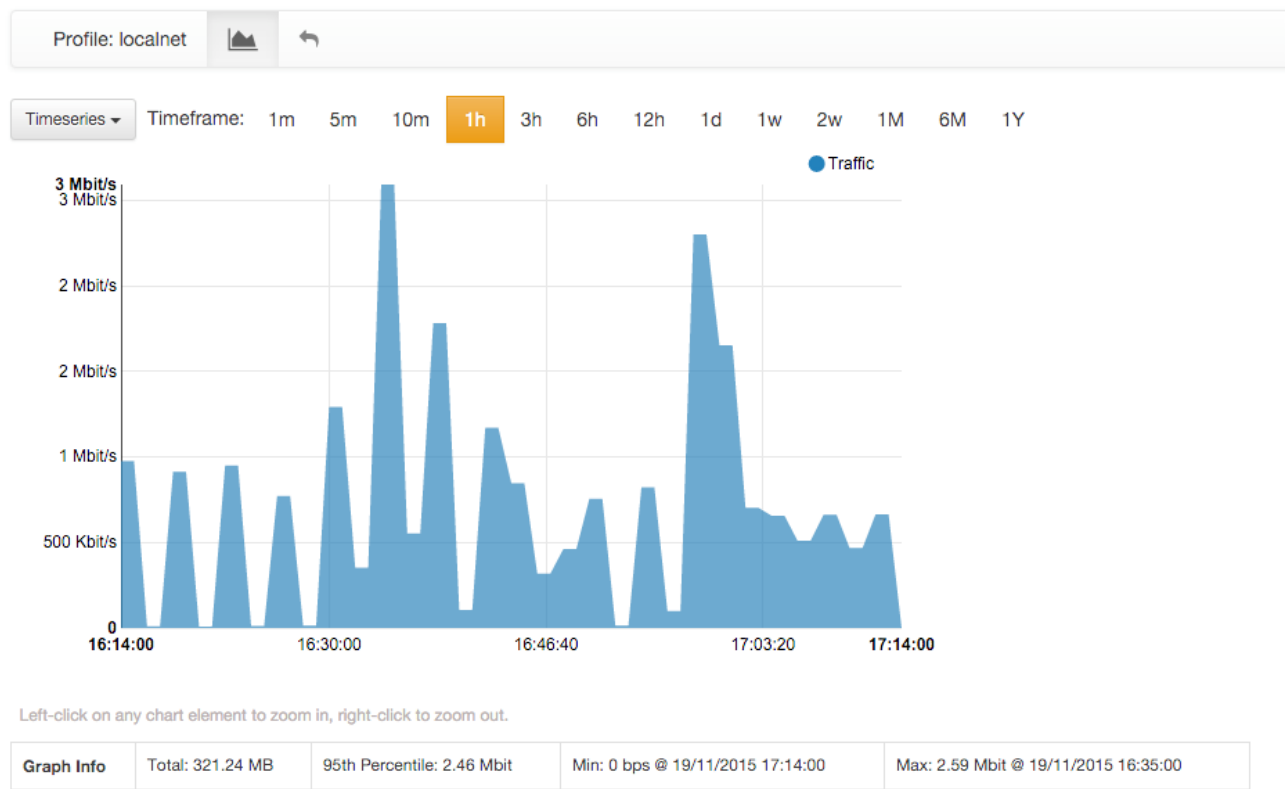 Profile: localnet
Timeseries Timeframe: 1m 5m 10m 1h 3h 6h 12h 1d 1w 2w 1M 6M 1Y
Traffic
3 Mbit/s
3 Mbit/s
2 Mbit/s
2 Mbit/s
1 Mbit/s
500 Kbit/s
0
16:14:00 16:30:00 16:46:40 17:03:20 17:14:00
Left-click on any chart element to zoom in, right-click to zoom out.
Graph Info Total: 321.24 MB 95th Percentile: 2.46 Mbit Min: 0 bps @ 19/11/2015 17:14:00 Max: 2.59 Mbit @ 19/11/2015 16:35:00